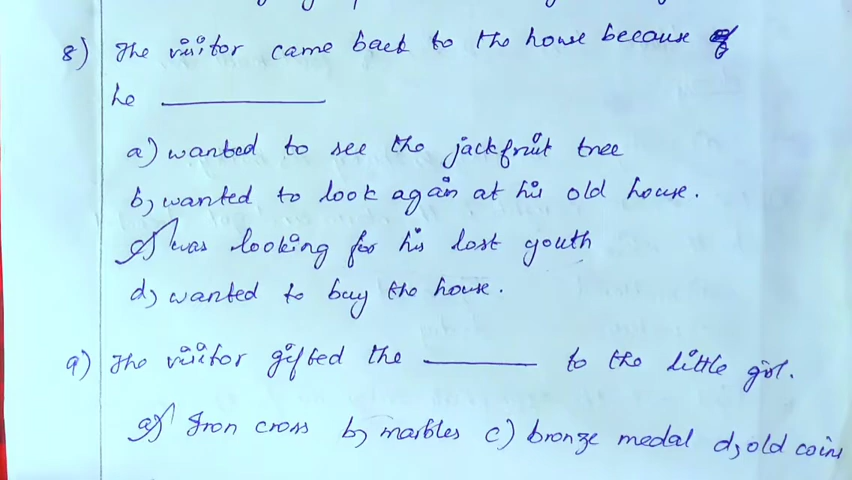 8) The visitor came back to the house because
he ___________
a) wanted to see the jackfruit tree
b) wanted to look again at his old house.
c) was looking for his lost youth
d) wanted to buy the house.
9) The visitor gifted the ________ to the little girl.
a) Iron cross b) marbles c) bronze medal d) old coins